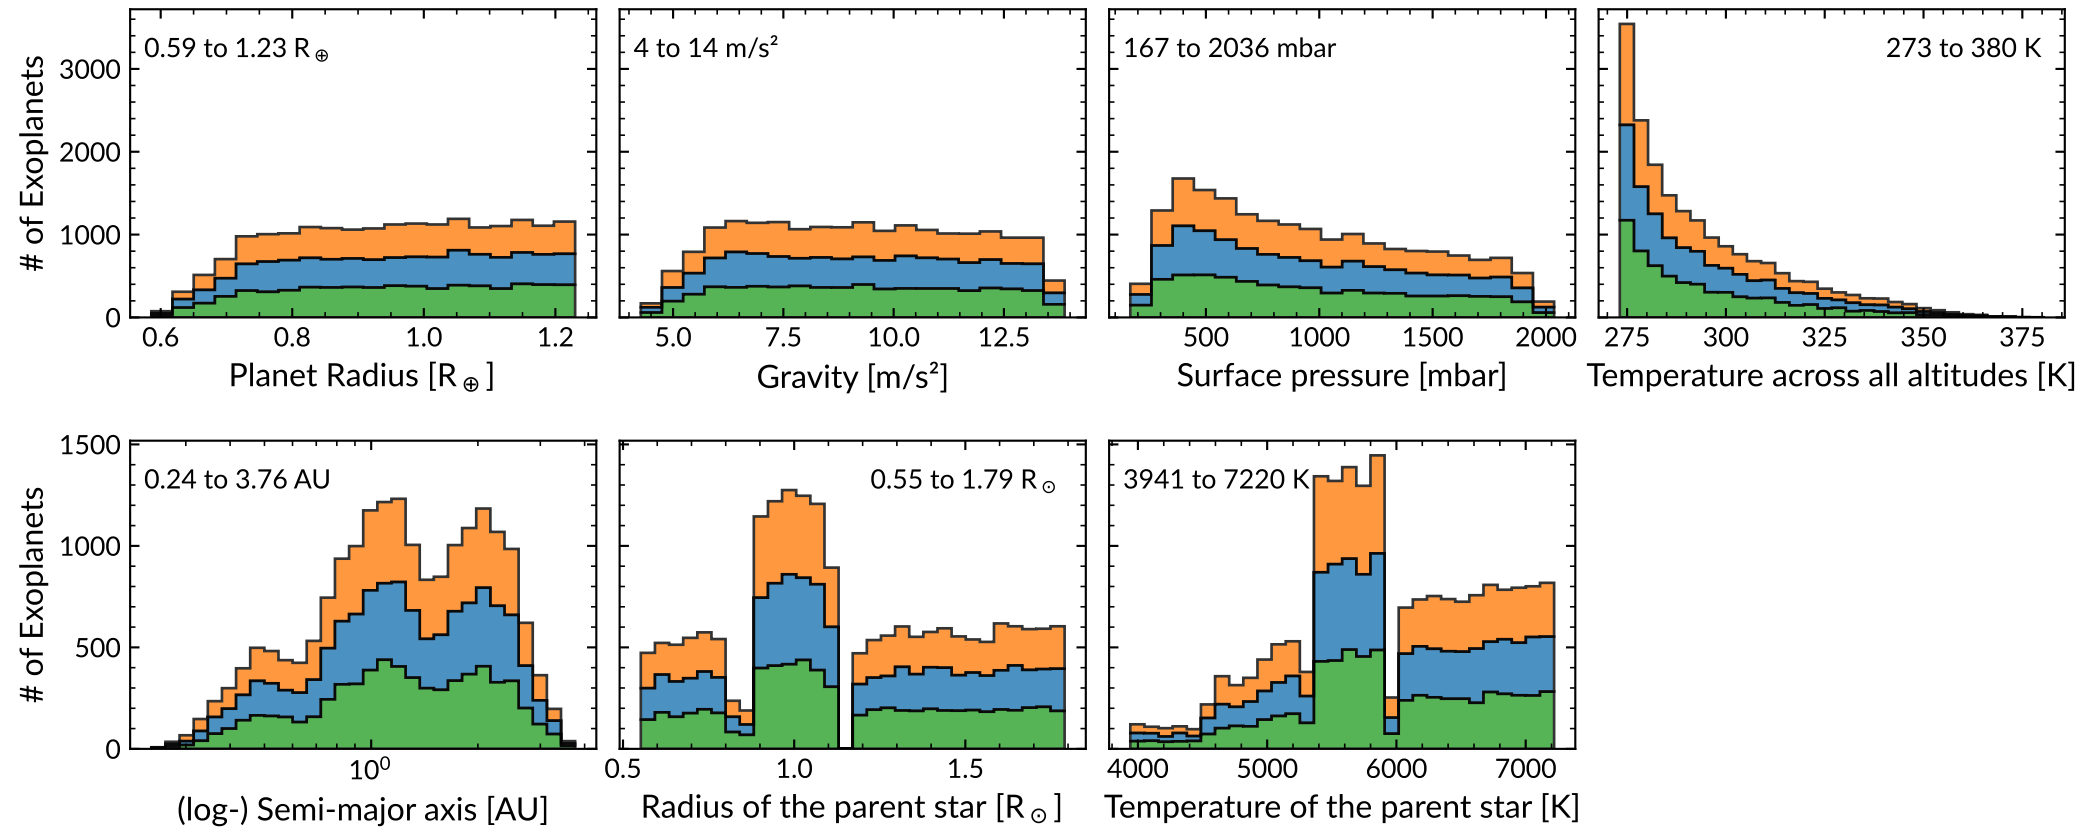 # of Exoplanets
3000
2000
1000
0
0.59 to 1.23 R⊕
0.6 0.8 1.0 1.2
Planet Radius [R⊕]
4 to 14 m/s²
5.0 7.5 10.0 12.5
Gravity [m/s²]
167 to 2036 mbar
500 1000 1500 2000
Surface pressure [mbar]
273 to 380 K
275 300 325 350 375
Temperature across all altitudes [K]
# of Exoplanets
1500
1000
500
0
0.24 to 3.76 AU
10⁰
(log-) Semi-major axis [AU]
0.55 to 1.79 R⊙
0.5 1.0 1.5
Radius of the parent star [R⊙]
3941 to 7220 K
4000 5000 6000 7000
Temperature of the parent star [K]